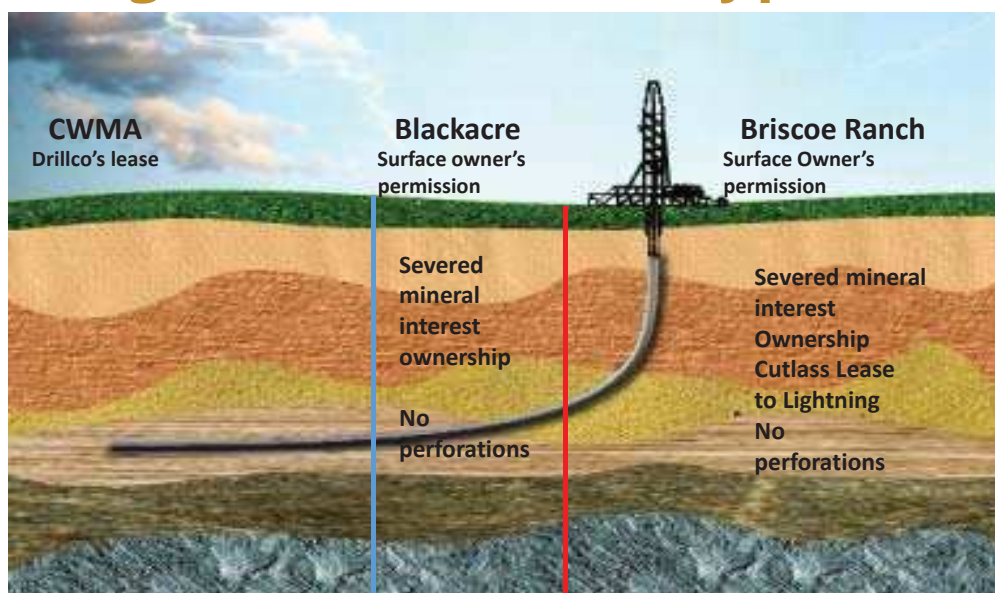 CWMA
Drillco's lease
Blackacre
Surface owner's
permission
Briscoe Ranch
Surface Owner's
permission
Severed
mineral
interest
ownership
No
perforations
Severed mineral
interest
Ownership
Cutlass Lease
to Lightning
No
perforations